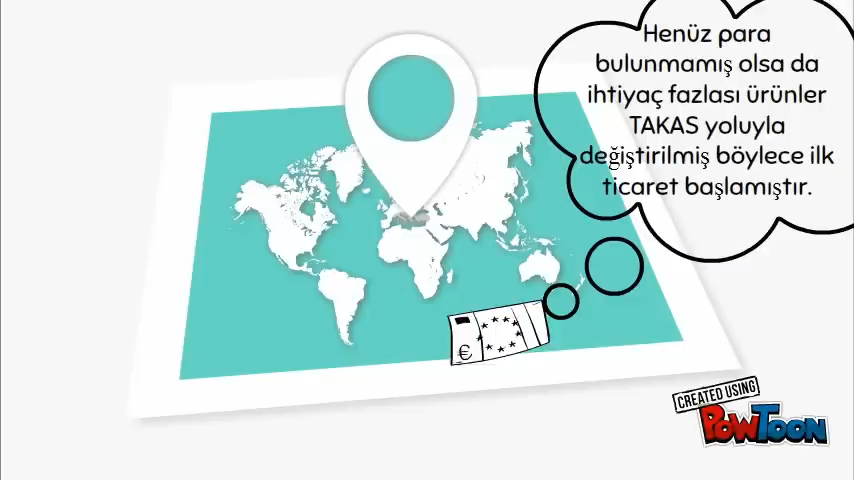 Henüz para
bulunmamış olsa da
ihtiyaç fazlası ürünler
TAKAS yoluyla
değiştirilmiş böylece ilk
ticaret başlamıştır.
€
CREATED USING
POWTOON